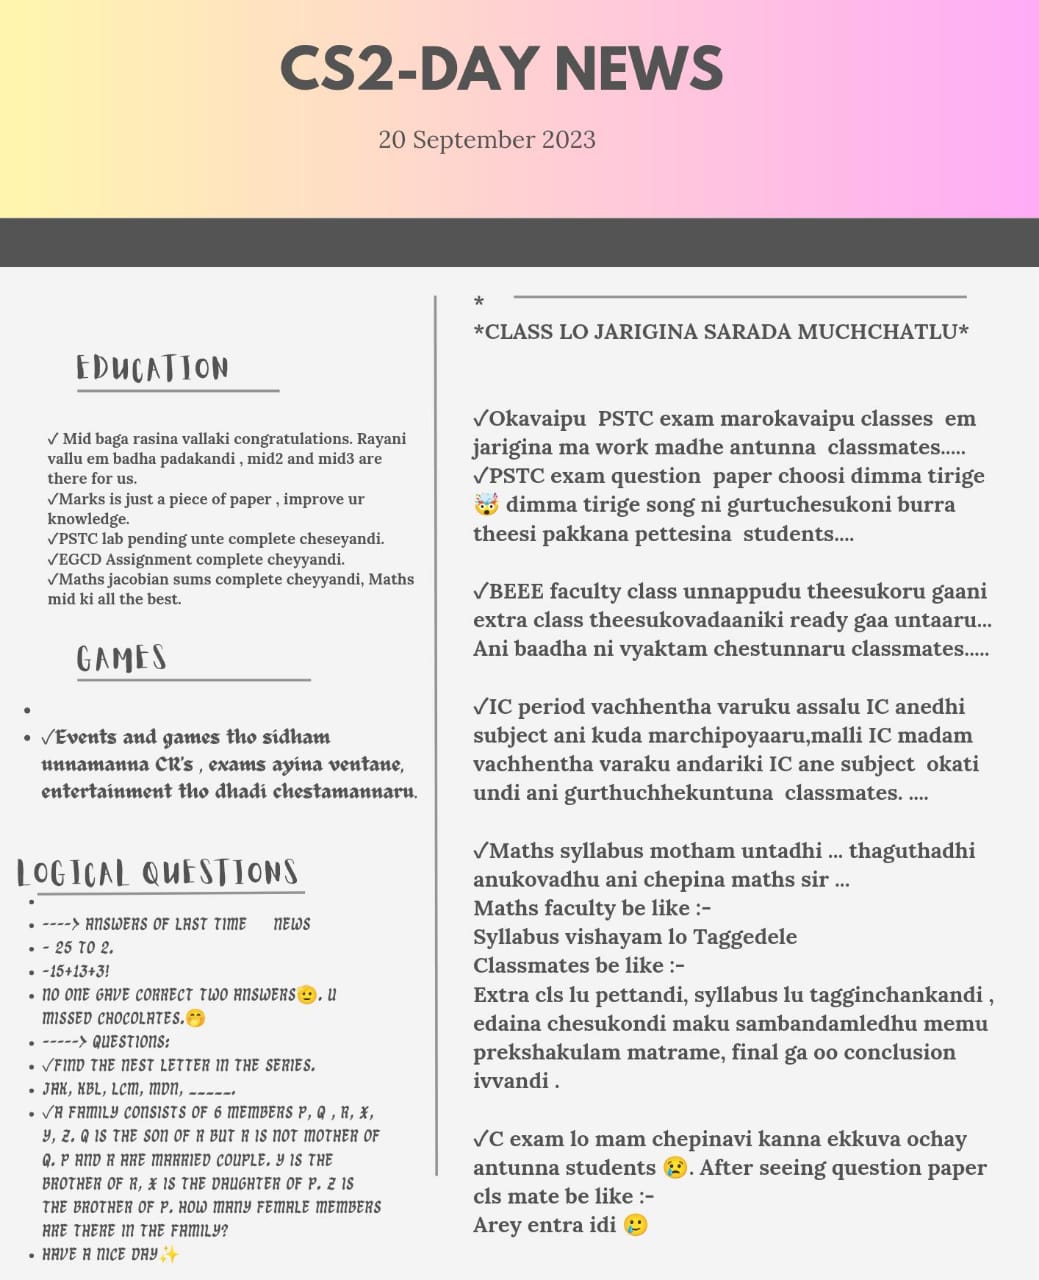 CS2-DAY NEWS
20 September 2023
EDUCATION
✓ Mid baga rasina vallaki congratulations. Rayani
vallu em badha padakandi , mid2 and mid3 are
there for us.
✓Marks is just a piece of paper , improve ur
knowledge.
✓PSTC lab pending unte complete cheseyandi.
✓EGCD Assignment complete cheyyandi.
✓Maths jacobian sums complete cheyyandi, Maths
mid ki all the best.
GAMES
•
• ✓Events and games tho sidham
unnamanna CR's , exams ayina ventane,
entertainment tho dhadi chestamannaru.
LOGICAL QUESTIONS
•
• ----> ANSWERS OF LAST TIME NEWS
• - 25 TO 2.
• -15+13+3!
• NO ONE GAVE CORRECT TWO ANSWERS🫡. U
MISSED CHOCOLATES.🤭
• -----> QUESTIONS:
• ✓FIND THE NEST LETTER IN THE SERIES.
• JAK, KBL, LCM, MDN, _____.
• ✓A FAMILY CONSISTS OF 6 MEMBERS P, Q , R, X,
Y, Z. Q IS THE SON OF R BUT R IS NOT MOTHER OF
Q. P AND R ARE MARRIED COUPLE. Y IS THE
BROTHER OF R, X IS THE DAUGHTER OF P. Z IS
THE BROTHER OF P. HOW MANY FEMALE MEMBERS
ARE THERE IN THE FAMILY?
• HAVE A NICE DAY✨
*
*CLASS LO JARIGINA SARADA MUCHCHATLU*
✓Okavaipu PSTC exam marokavaipu classes em
jarigina ma work madhe antunna classmates.....
✓PSTC exam question paper choosi dimma tirige
🤯 dimma tirige song ni gurtuchesukoni burra
theesi pakkana pettesina students....
✓BEEE faculty class unnappudu theesukoru gaani
extra class theesukovadaaniki ready gaa untaaru...
Ani baadha ni vyaktam chestunnaru classmates.....
✓IC period vachhentha varuku assalu IC anedhi
subject ani kuda marchipoyaaru,malli IC madam
vachhentha varaku andariki IC ane subject okati
undi ani gurthuchhekuntuna classmates. ....
✓Maths syllabus motham untadhi ... thaguthadhi
anukovadhu ani chepina maths sir ...
Maths faculty be like :-
Syllabus vishayam lo Taggedele
Classmates be like :-
Extra cls lu pettandi, syllabus lu tagginchankandi ,
edaina chesukondi maku sambandamledhu memu
prekshakulam matrame, final ga oo conclusion
ivvandi .
✓C exam lo mam chepinavi kanna ekkuva ochay
antunna students 😢. After seeing question paper
cls mate be like :-
Arey entra idi 🥲